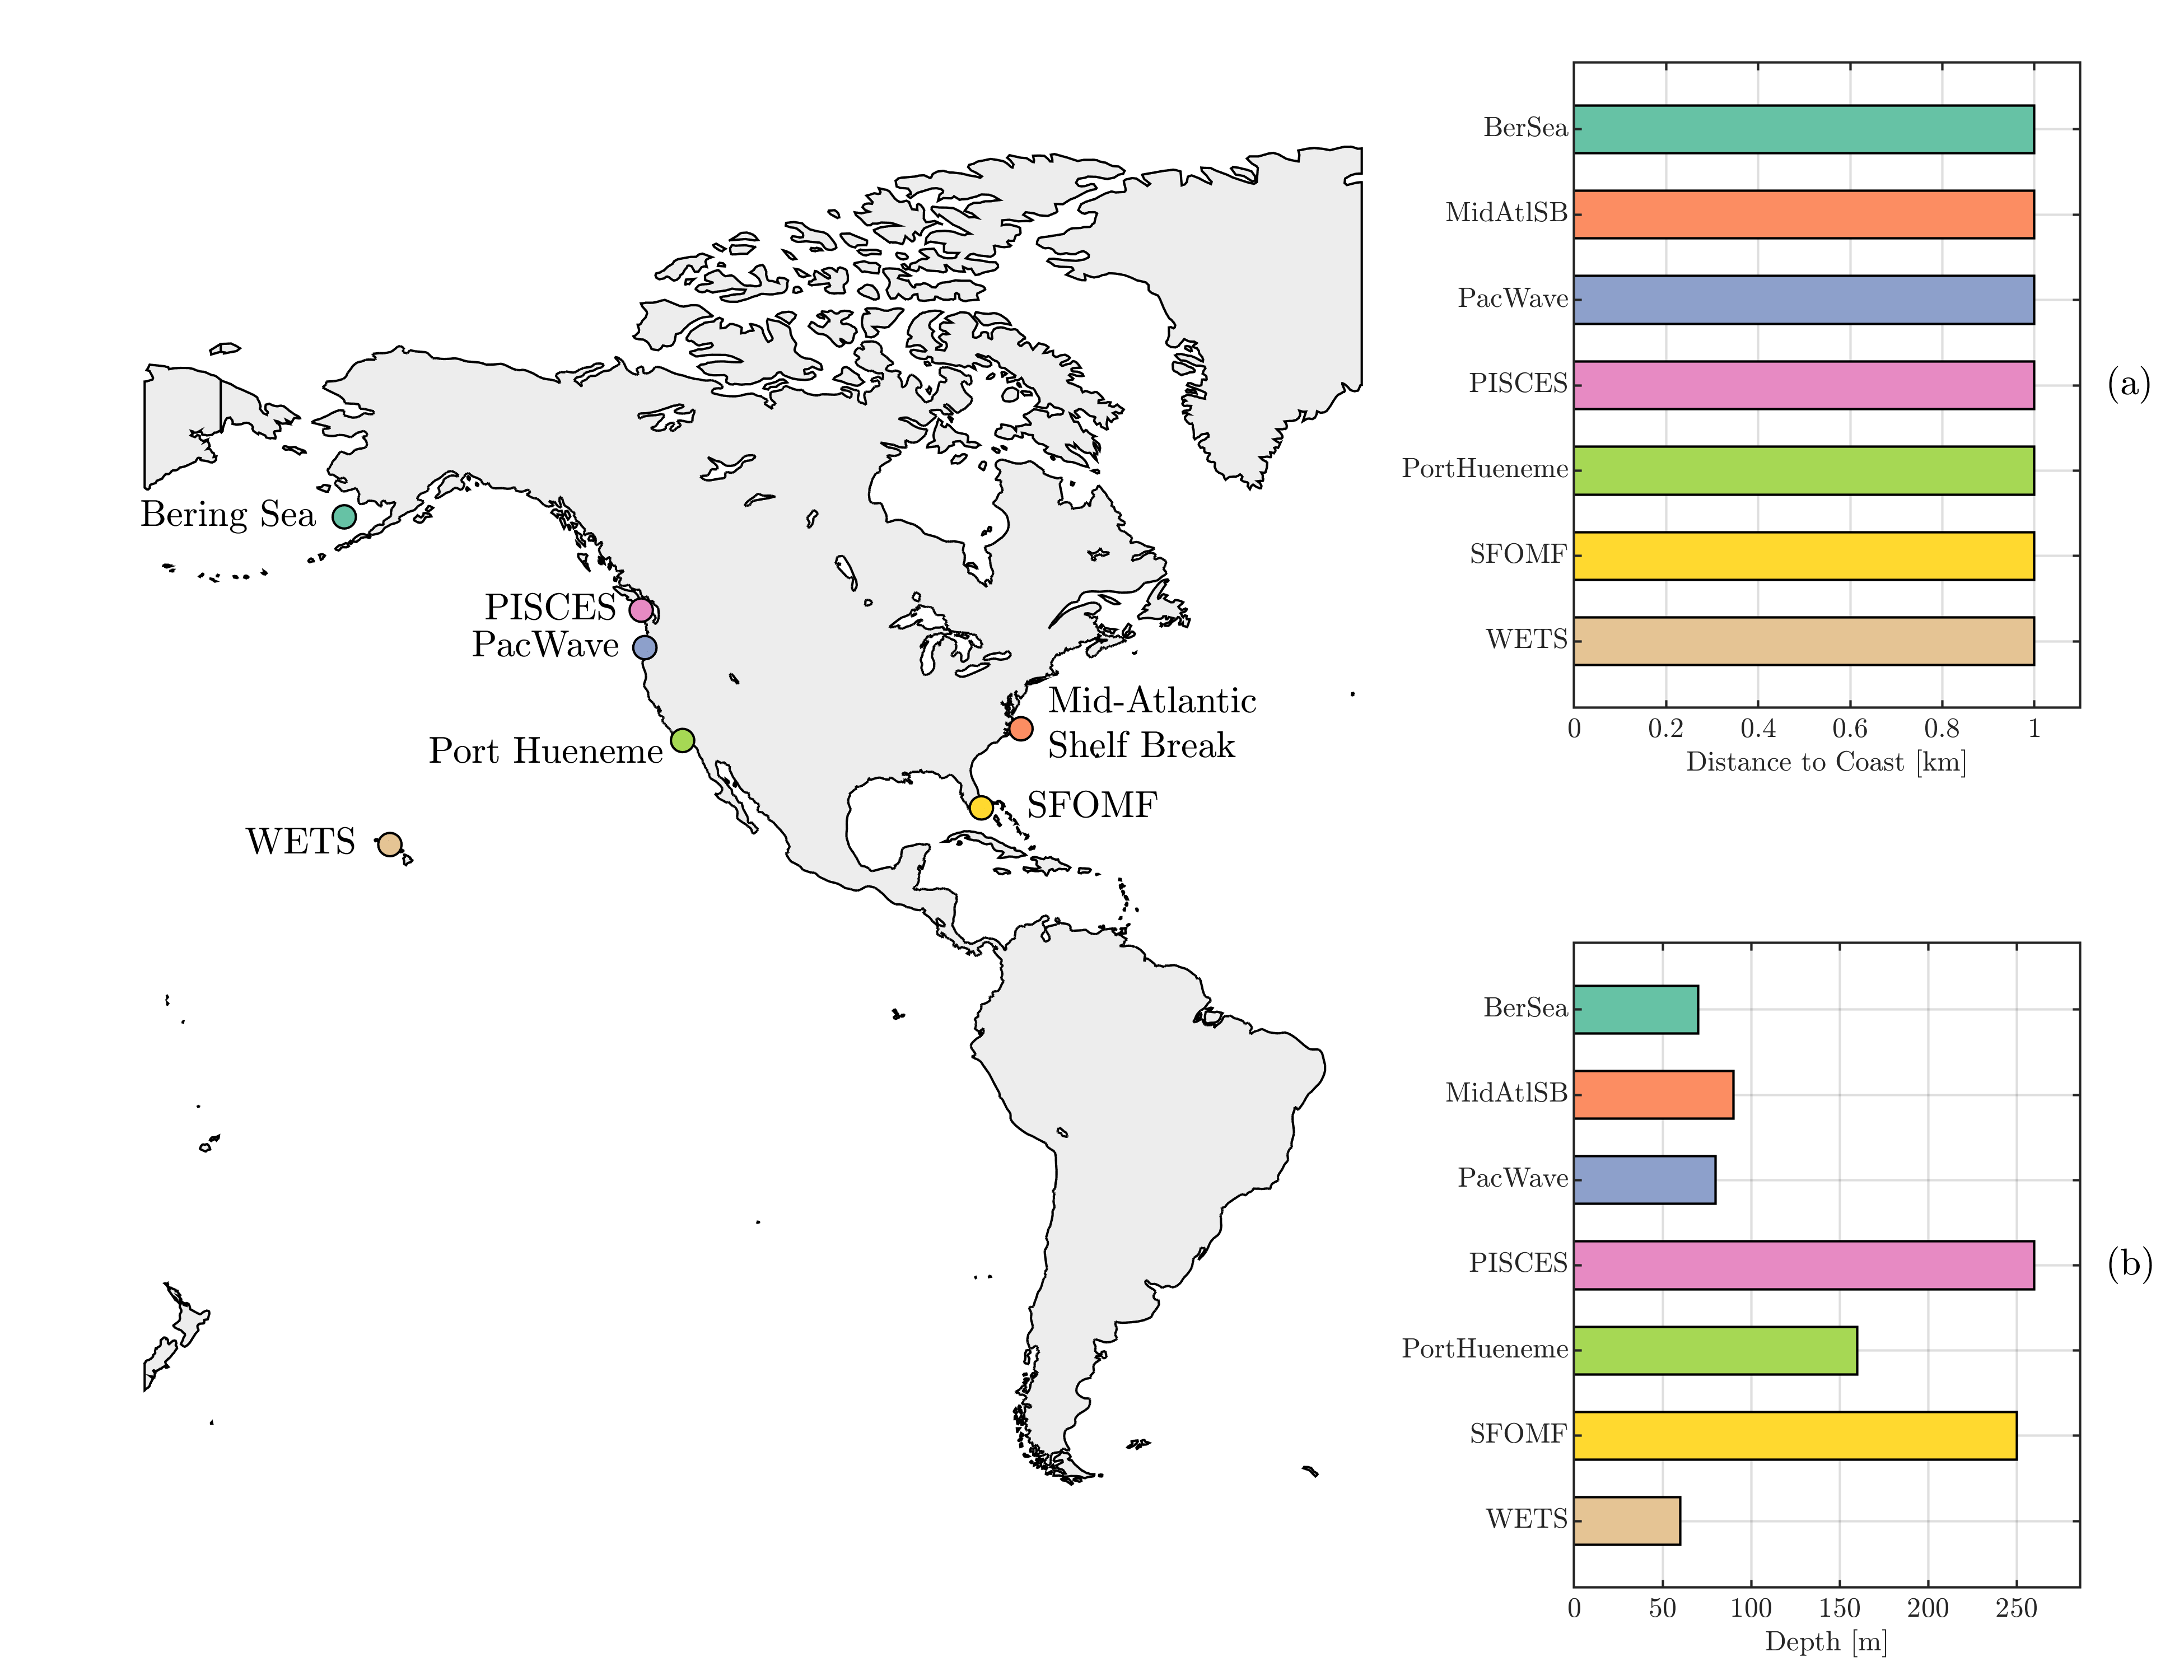 Bering Sea
PISCES
PacWave
Port Hueneme
WETS
Mid-Atlantic
Shelf Break
SFOMF
BerSea
MidAtlSB
PacWave
PISCES
PortHueneme
SFOMF
WETS
0 0.2 0.4 0.6 0.8 1
Distance to Coast [km]
(a)
BerSea
MidAtlSB
PacWave
PISCES
PortHueneme
SFOMF
WETS
0 50 100 150 200 250
Depth [m]
(b)